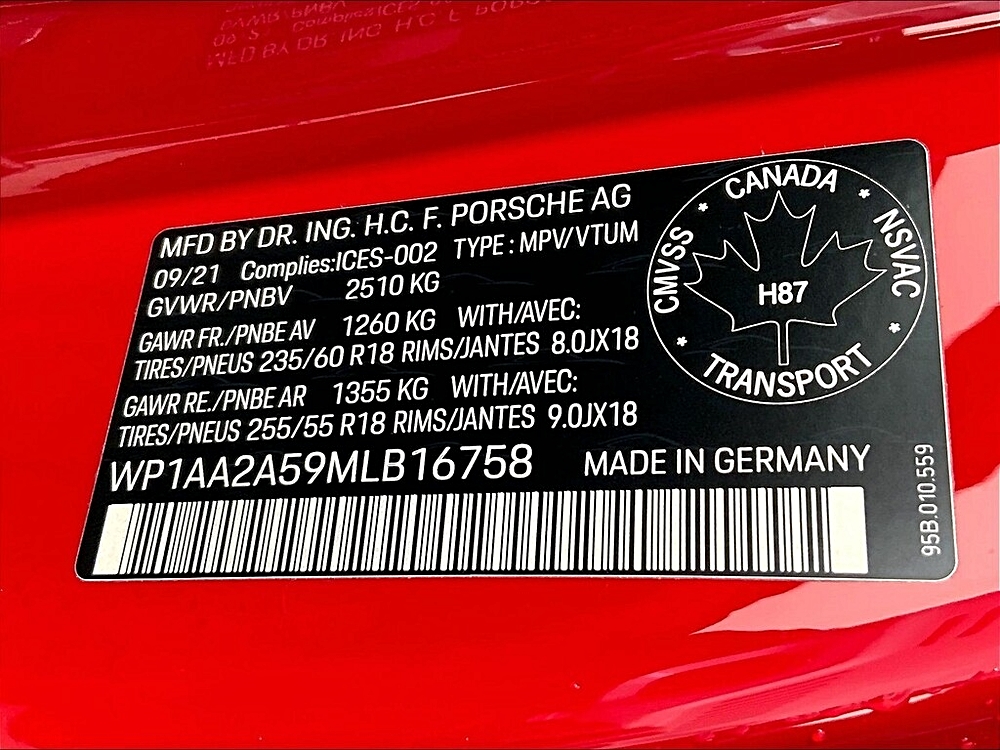 MFD BY DR. ING. H.C. F. PORSCHE AG
09/21 Complies:ICES-002 TYPE : MPV/VTUM
GVWR/PNBV 2510 KG
GAWR FR./PNBE AV 1260 KG WITH/AVEC:
TIRES/PNEUS 235/60 R18 RIMS/JANTES 8.0JX18
GAWR RE./PNBE AR 1355 KG WITH/AVEC:
TIRES/PNEUS 255/55 R18 RIMS/JANTES 9.0JX18
WP1AA2A59MLB16758 MADE IN GERMANY
CANADA
NSVAC
TRANSPORT
CMVSS
H87
95B.010.559